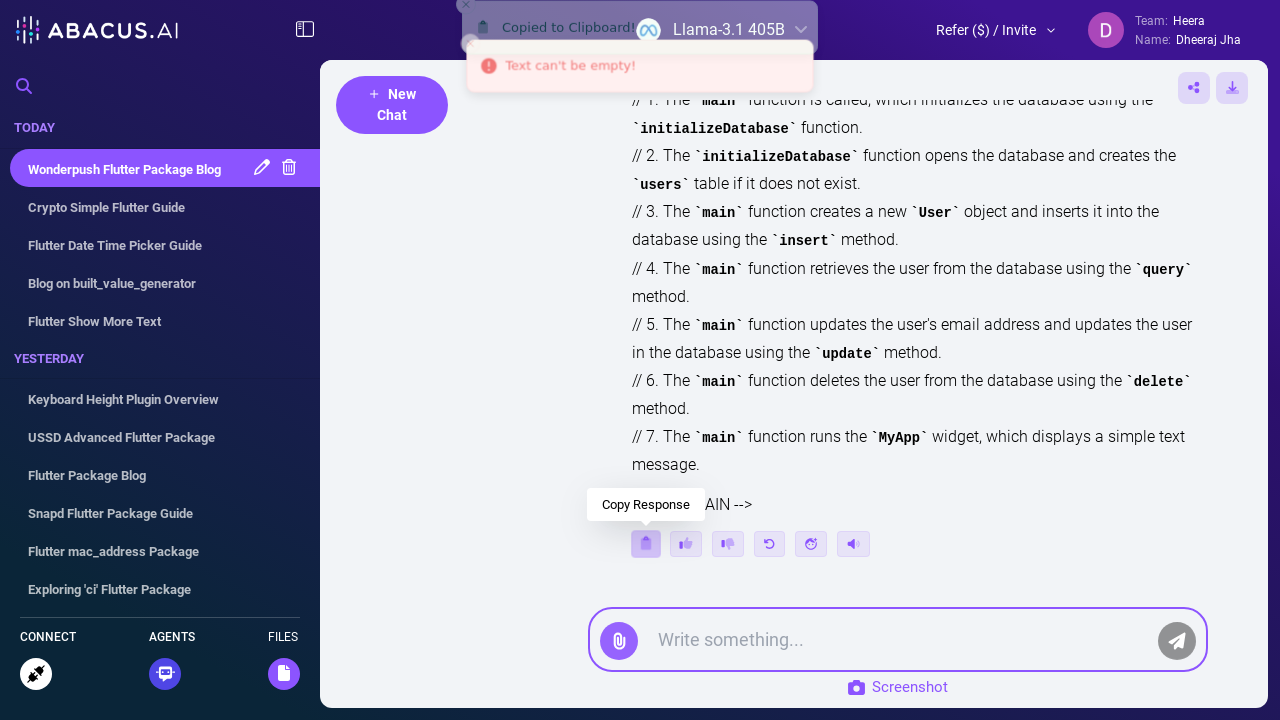 ABACUS.AI
Copied to Clipboard!
Llama-3.1 405B
Refer ($) / Invite
D
Team: Heera
Name: Dheeraj Jha
Text can't be empty!
+ New
Chat
TODAY
Wonderpush Flutter Package Blog
Crypto Simple Flutter Guide
Flutter Date Time Picker Guide
Blog on built_value_generator
Flutter Show More Text
YESTERDAY
Keyboard Height Plugin Overview
USSD Advanced Flutter Package
Flutter Package Blog
Snapd Flutter Package Guide
Flutter mac_address Package
Exploring 'ci' Flutter Package
CONNECT
AGENTS
FILES
// 1. The `main` function is called, which initializes the database using the
`initializeDatabase` function.
// 2. The `initializeDatabase` function opens the database and creates the
`users` table if it does not exist.
// 3. The `main` function creates a new `User` object and inserts it into the
database using the `insert` method.
// 4. The `main` function retrieves the user from the database using the `query`
method.
// 5. The `main` function updates the user's email address and updates the user
in the database using the `update` method.
// 6. The `main` function deletes the user from the database using the `delete`
method.
// 7. The `main` function runs the `MyApp` widget, which displays a simple text
message.
Copy Response
AIN -->
Write something...
Screenshot